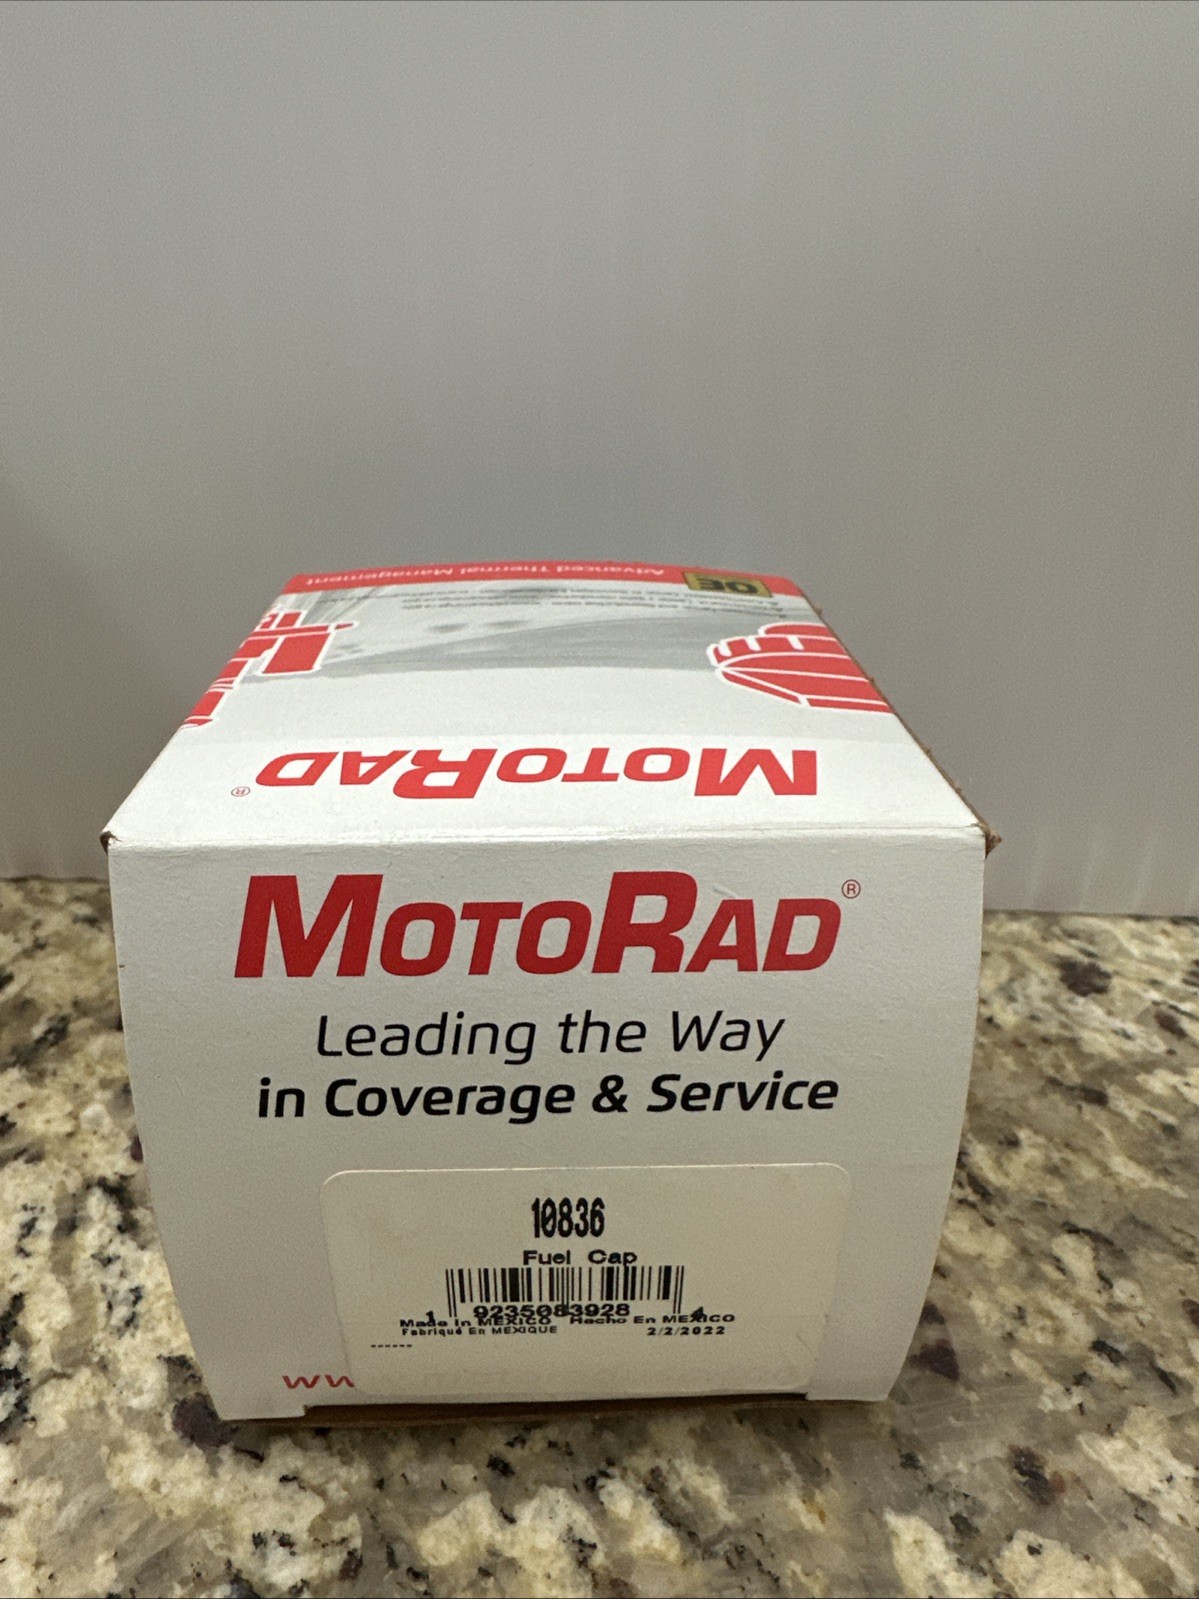 Advanced Thermal Management
OE
MOTORAD®
MOTORAD®
Leading the Way
in Coverage & Service
10836
Fuel Cap
1 9235083928 4
Made In MEXICO Hecho En MEXICO
Fabriqué En MEXIQUE 2/2/2022